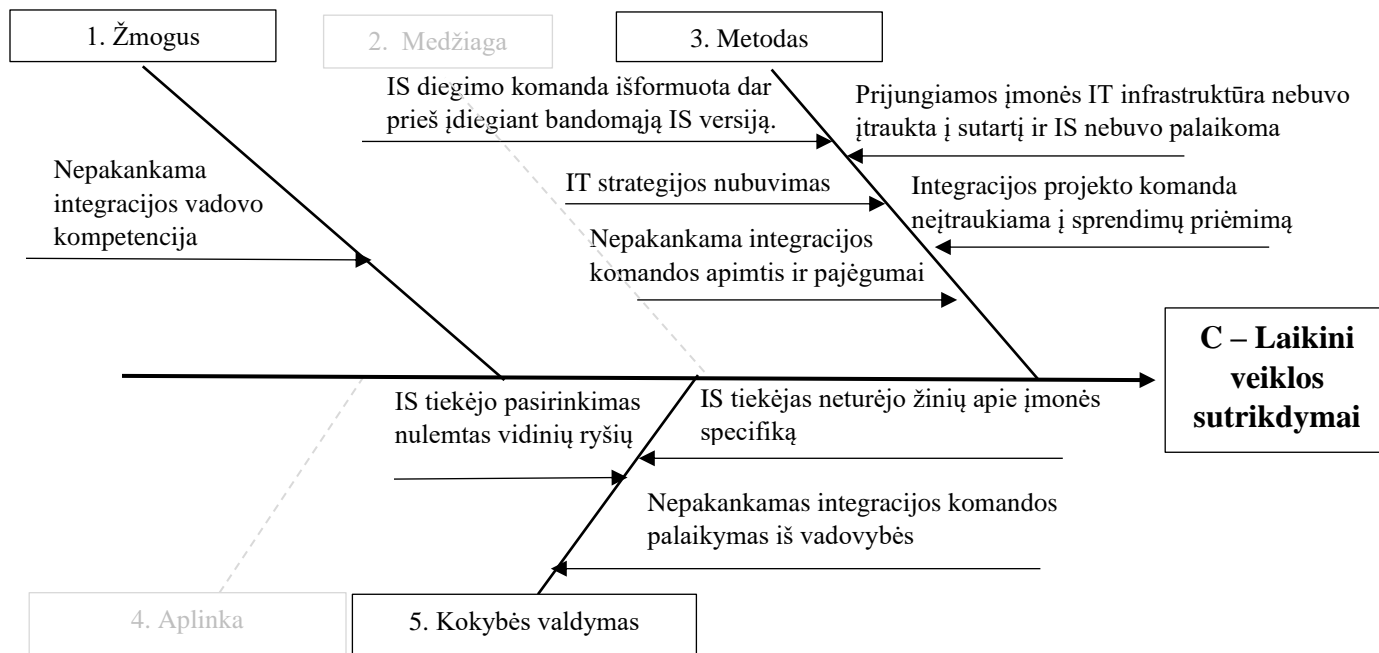 1. Žmogus
2. Medžiaga
3. Metodas
IS diegimo komanda išformuota dar
prieš įdiegiant bandomąją IS versiją.
Prijungiamos įmonės IT infrastruktūra nebuvo
įtraukta į sutartį ir IS nebuvo palaikoma
Nepakankama
integracijos vadovo
kompetencija
IT strategijos nubuvimas
Integracijos projekto komanda
neįtraukiama į sprendimų priėmimą
Nepakankama integracijos
komandos apimtis ir pajėgumai
C – Laikini
veiklos
sutrikdymai
IS tiekėjo pasirinkimas
nulemtas vidinių ryšių
IS tiekėjas neturėjo žinių apie įmonės
specifiką
Nepakankamas integracijos komandos
palaikymas iš vadovybės
4. Aplinka
5. Kokybės valdymas